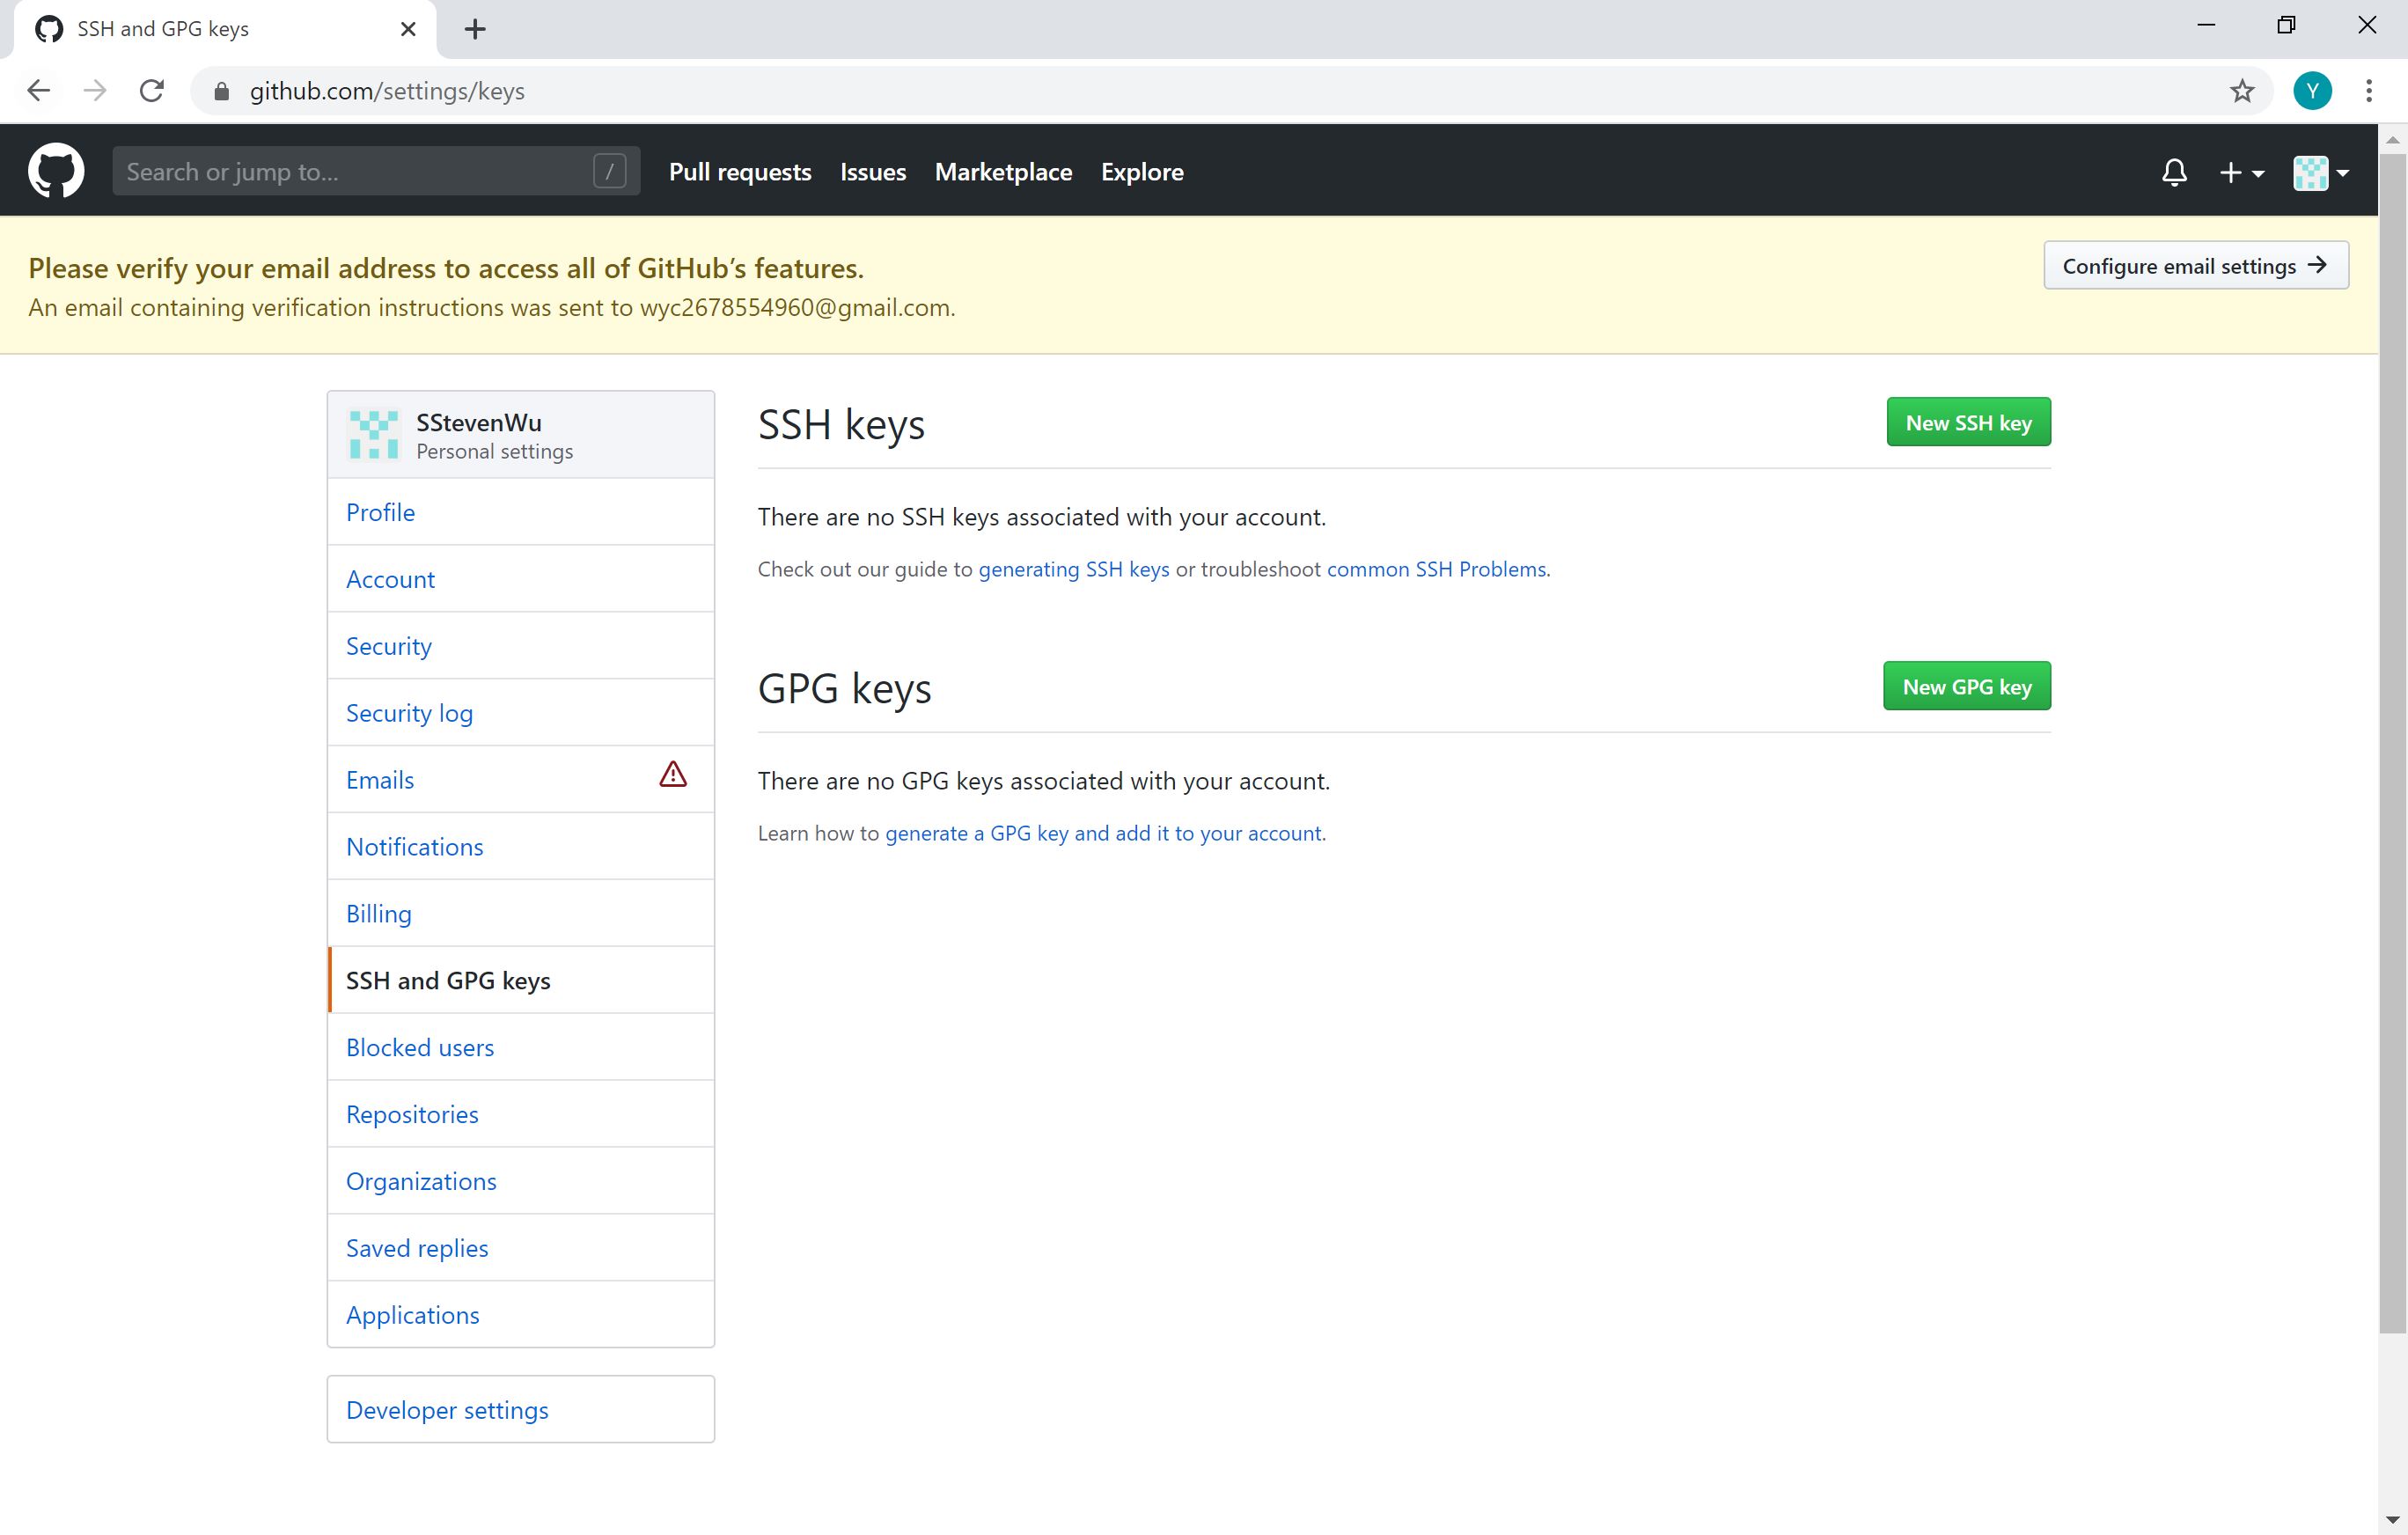 SSH and GPG keys
github.com/settings/keys
Y
Search or jump to... /
Pull requests Issues Marketplace Explore
Please verify your email address to access all of GitHub’s features.
An email containing verification instructions was sent to wyc2678554960@gmail.com.
Configure email settings
SStevenWu
Personal settings
Profile
Account
Security
Security log
Emails
Notifications
Billing
SSH and GPG keys
Blocked users
Repositories
Organizations
Saved replies
Applications
Developer settings
SSH keys
New SSH key
There are no SSH keys associated with your account.
Check out our guide to generating SSH keys or troubleshoot common SSH Problems.
GPG keys
New GPG key
There are no GPG keys associated with your account.
Learn how to generate a GPG key and add it to your account.